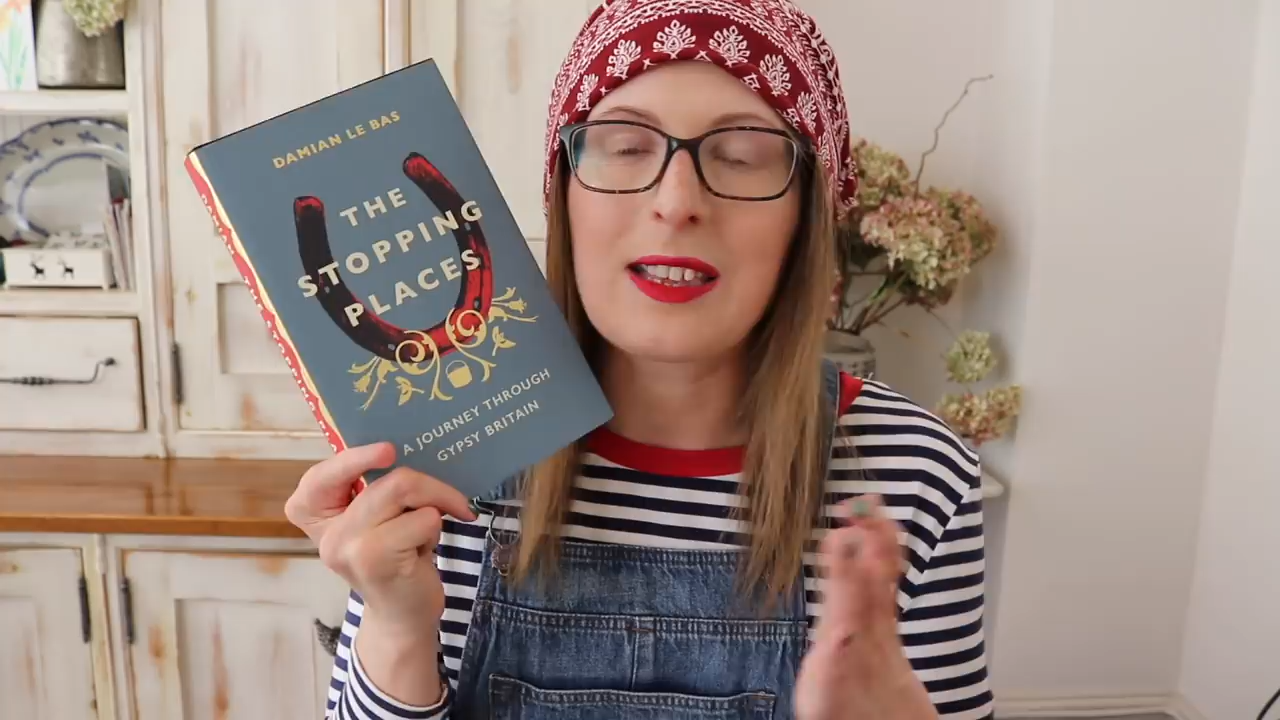 DAMIAN LE BAS
THE
STOPPING
PLACES
A JOURNEY THROUGH
GYPSY BRITAIN